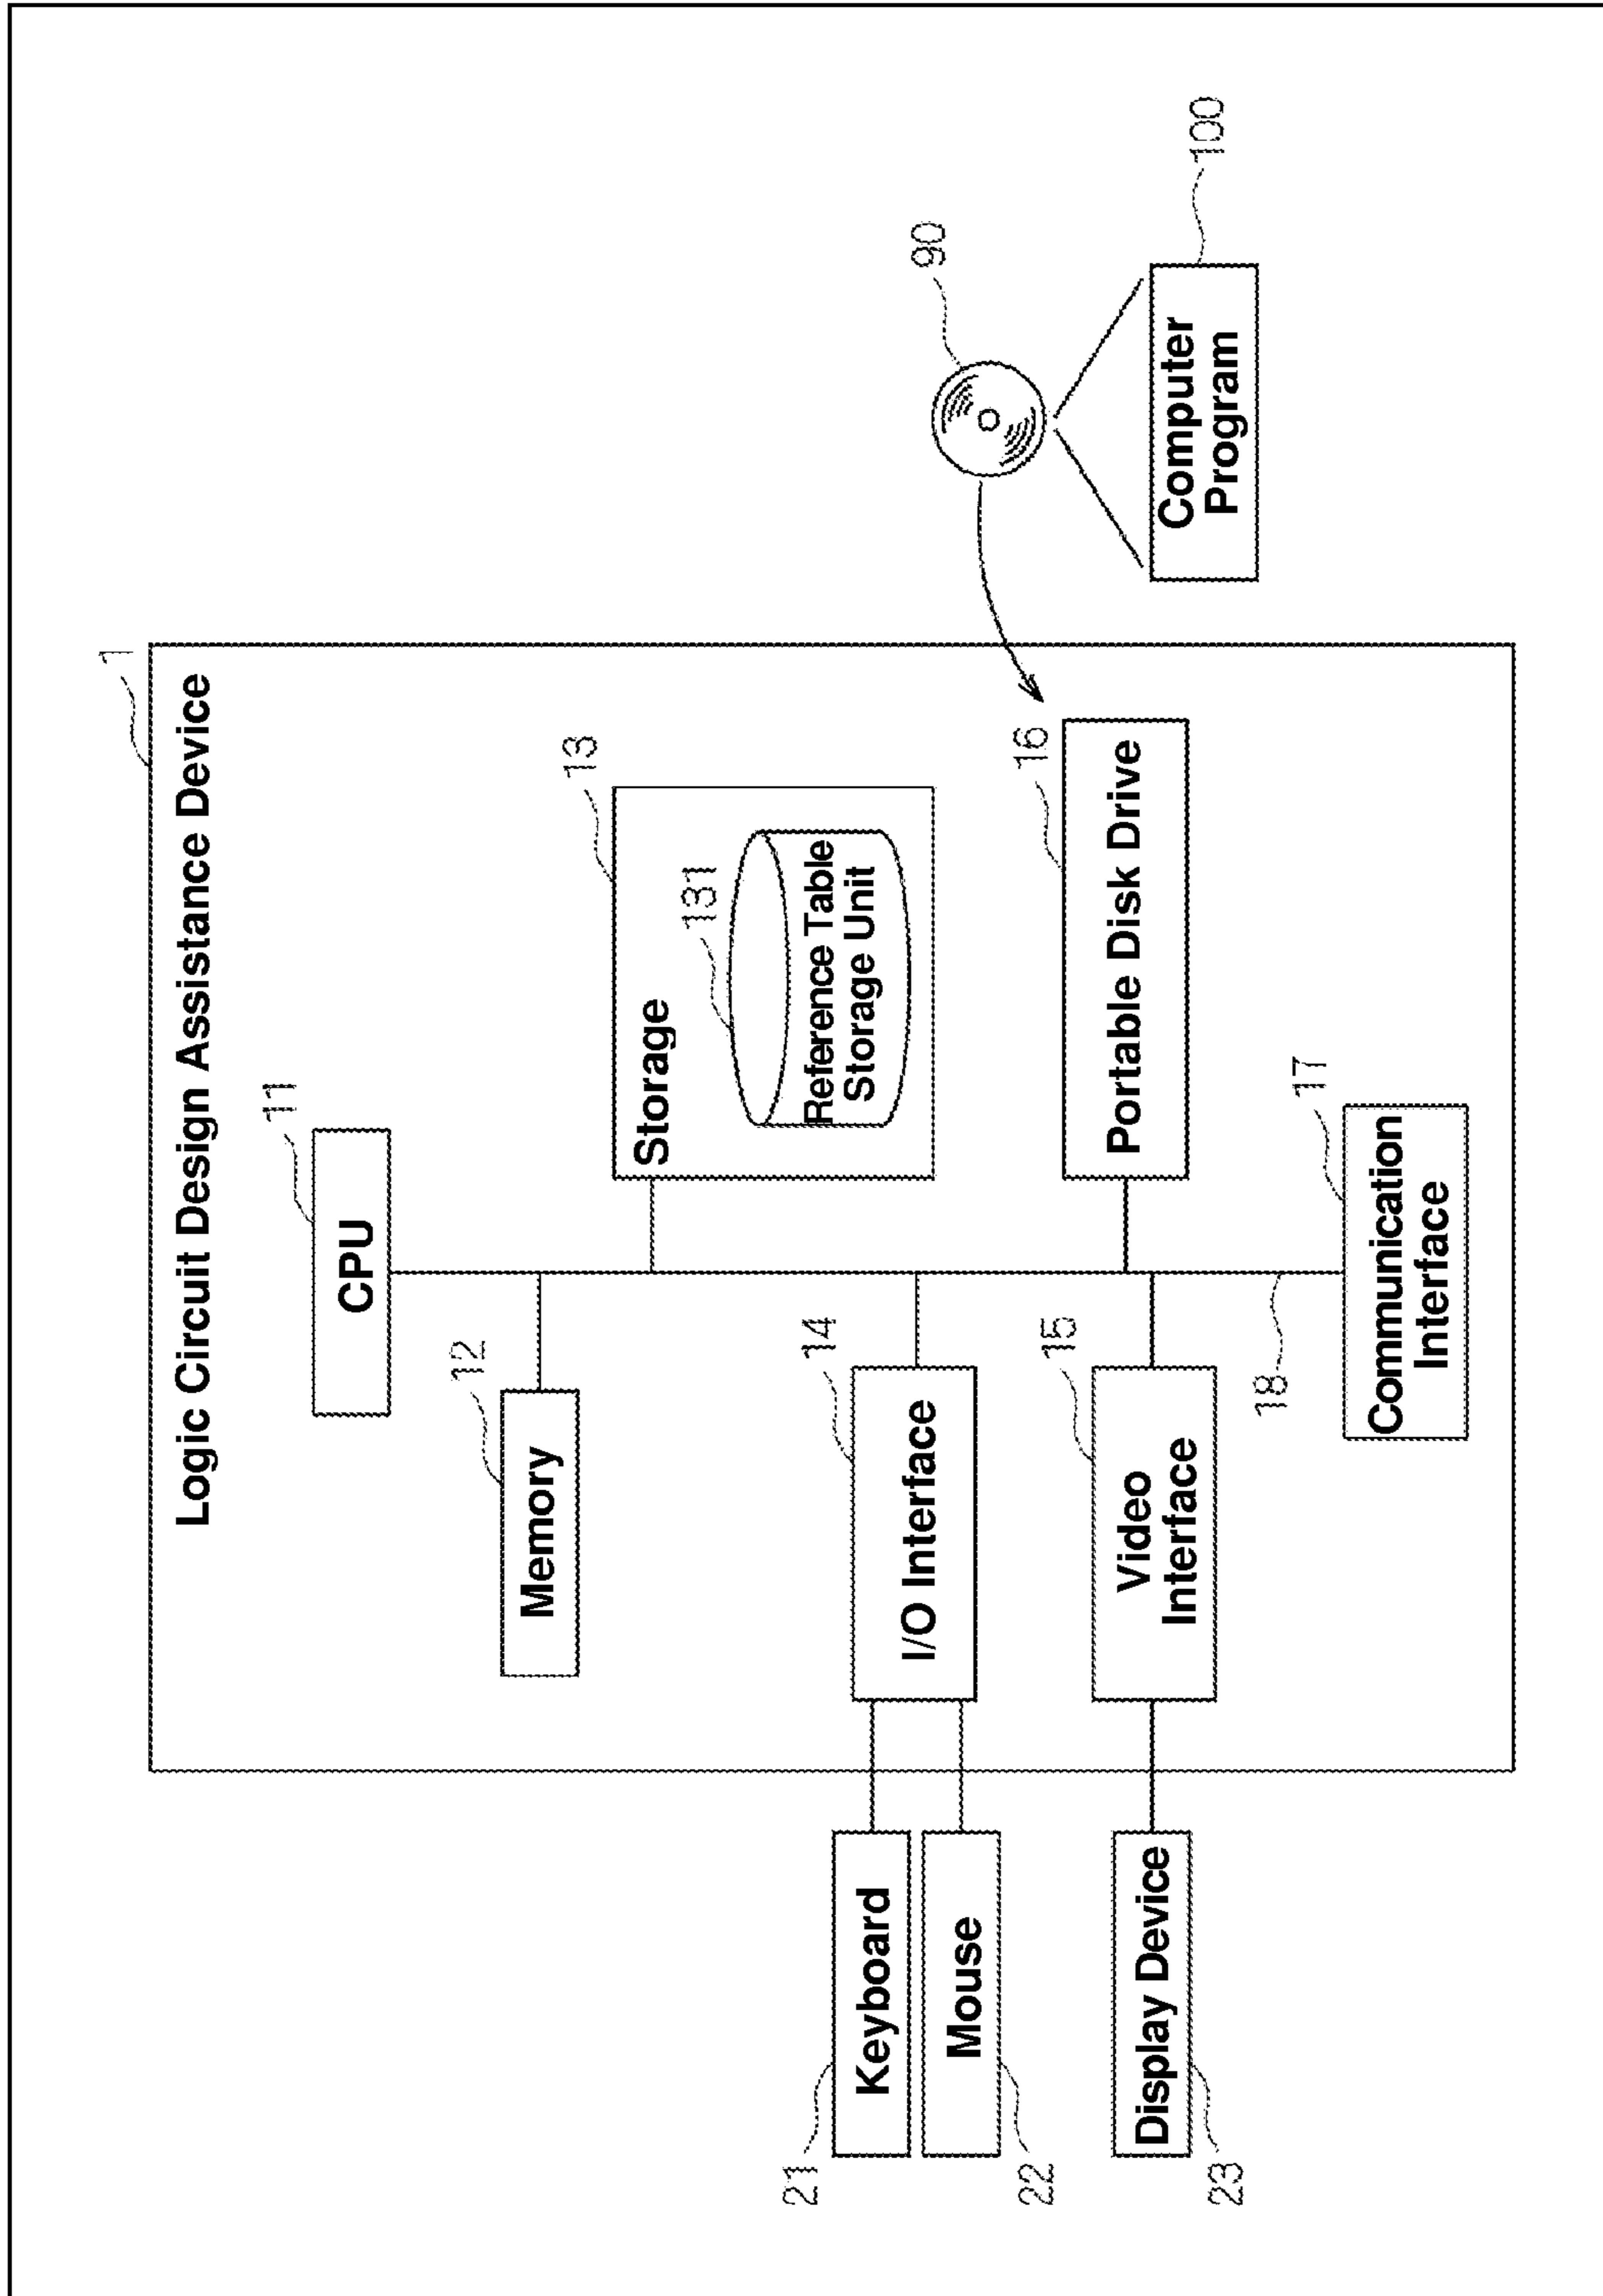 1
Logic Circuit Design Assistance Device
11
CPU
12
Memory
13
Storage
131
Reference Table
Storage Unit
21
Keyboard
22
Mouse
14
I/O Interface
16
Portable Disk Drive
23
Display Device
15
Video
Interface
18
17
Communication
Interface
90
100
Computer
Program